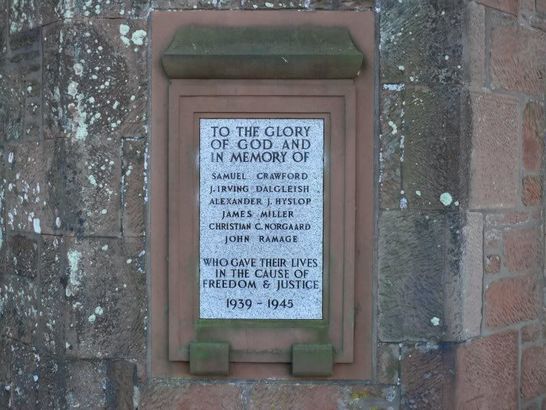 TO THE GLORY
OF GOD AND
IN MEMORY OF
SAMUEL CRAWFORD
J. IRVING DALGLEISH
ALEXANDER J. HYSLOP
JAMES MILLER
CHRISTIAN C. NORGAARD
JOHN RAMAGE
WHO GAVE THEIR LIVES
IN THE CAUSE OF
FREEDOM & JUSTICE
1939 - 1945